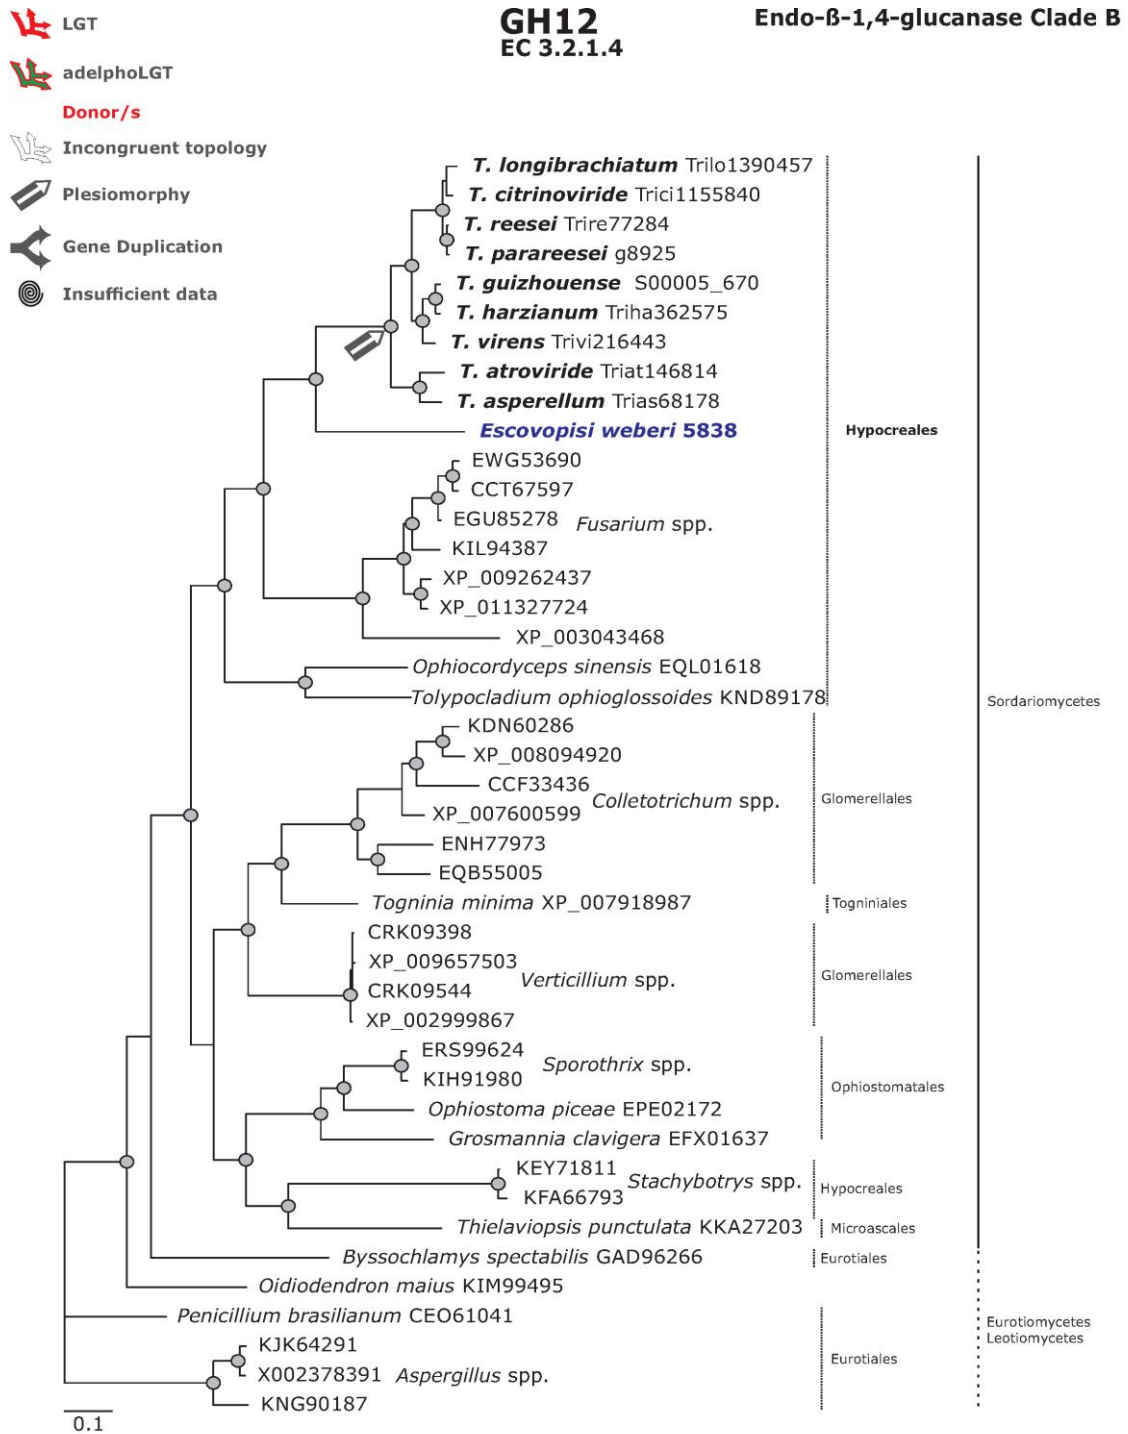 GH12
EC 3.2.1.4
Endo-ß-1,4-glucanase Clade B
LGT
adelphoLGT
Donor/s
Incongruent topology
Plesiomorphy
Gene Duplication
Insufficient data
T. longibrachiatum Trilo1390457
T. citrinoviride Trici1155840
T. reesei Trire77284
T. parareesei g8925
T. guizhouense S00005_670
T. harzianum Triha362575
T. virens Trivi216443
T. atroviride Triat146814
T. asperellum Trias68178
Escovopisi weberi 5838
Hypocreales
EWG53690
CCT67597
EGU85278
Fusarium spp.
KIL94387
XP_009262437
XP_011327724
XP_003043468
Ophiocordyceps sinensis EQL01618
Tolypocladium ophioglossoides KND89178
Sordariomycetes
KDN60286
XP_008094920
CCF33436
Colletotrichum spp.
Glomerellales
XP_007600599
ENH77973
EQB55005
Togninia minima XP_007918987
Togniniales
CRK09398
XP_009657503
Verticillium spp.
Glomerellales
CRK09544
XP_002999867
ERS99624
Sporothrix spp.
KIH91980
Ophiostomatales
Ophiostoma piceae EPE02172
Grosmannia clavigera EFX01637
KEY71811
Stachybotrys spp.
Hypocreales
KFA66793
Thielaviopsis punctulata KKA27203
Microascales
Byssochlamys spectabilis GAD96266
Eurotiales
Oidiodendron maius KIM99495
Penicillium brasilianum CEO61041
Eurotiomycetes
Leotiomycetes
KJK64291
Eurotiales
X002378391
Aspergillus spp.
KNG90187
0.1